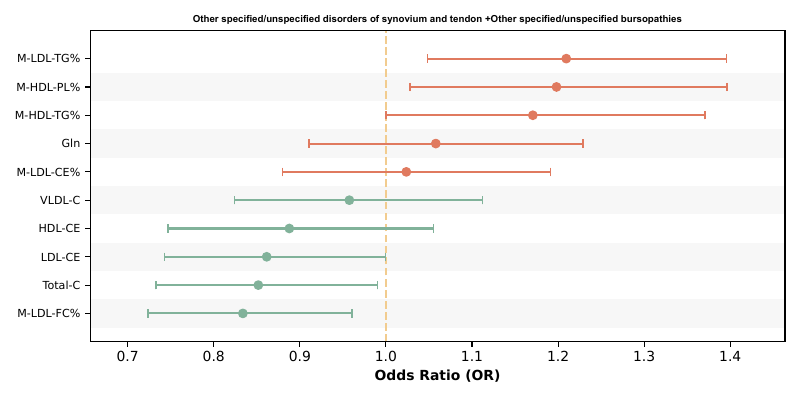 Other specified/unspecified disorders of synovium and tendon +Other specified/unspecified bursopathies
M-LDL-TG%
M-HDL-PL%
M-HDL-TG%
Gln
M-LDL-CE%
VLDL-C
HDL-CE
LDL-CE
Total-C
M-LDL-FC%
0.7 0.8 0.9 1.0 1.1 1.2 1.3 1.4
Odds Ratio (OR)